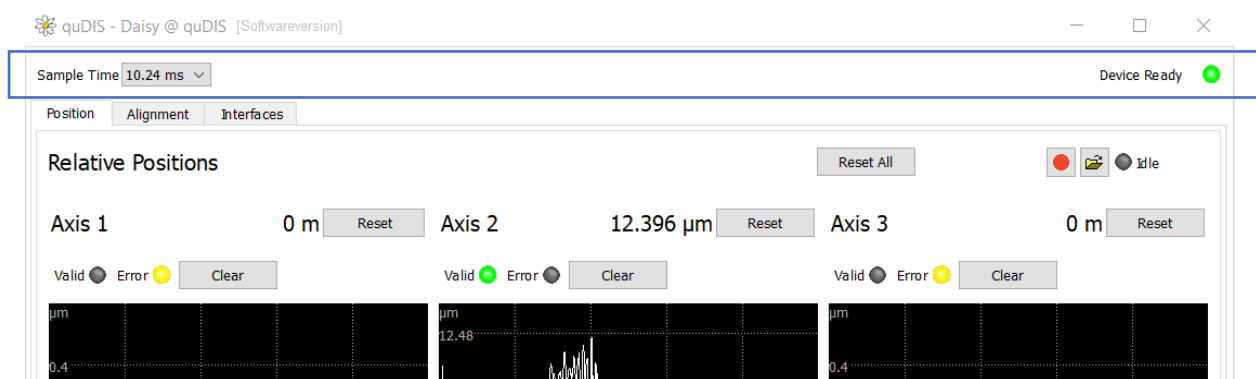 quDIS - Daisy @ quDIS [Softwareversion]
Sample Time 10.24 ms Device Ready
Position Alignment Interfaces
Relative Positions Reset All Idle
Axis 1 0 m Reset Axis 2 12.396 µm Reset Axis 3 0 m Reset
Valid Error Clear Valid Error Clear Valid Error Clear
µm µm µm
12.48
0.4 0.4